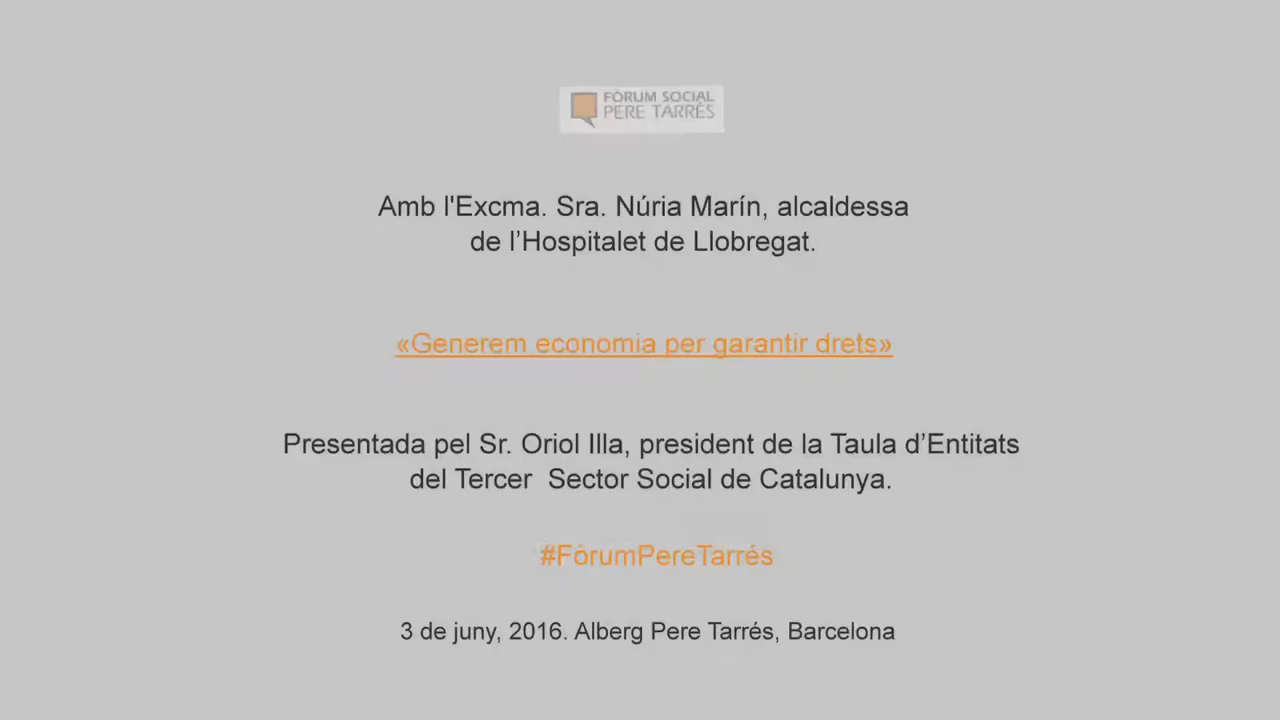 FÒRUM SOCIAL
PERE TARRÉS
Amb l'Excma. Sra. Núria Marín, alcaldessa
de l’Hospitalet de Llobregat.
«Generem economia per garantir drets»
Presentada pel Sr. Oriol Illa, president de la Taula d’Entitats
del Tercer  Sector Social de Catalunya.
#FòrumPereTarrés
3 de juny, 2016. Alberg Pere Tarrés, Barcelona